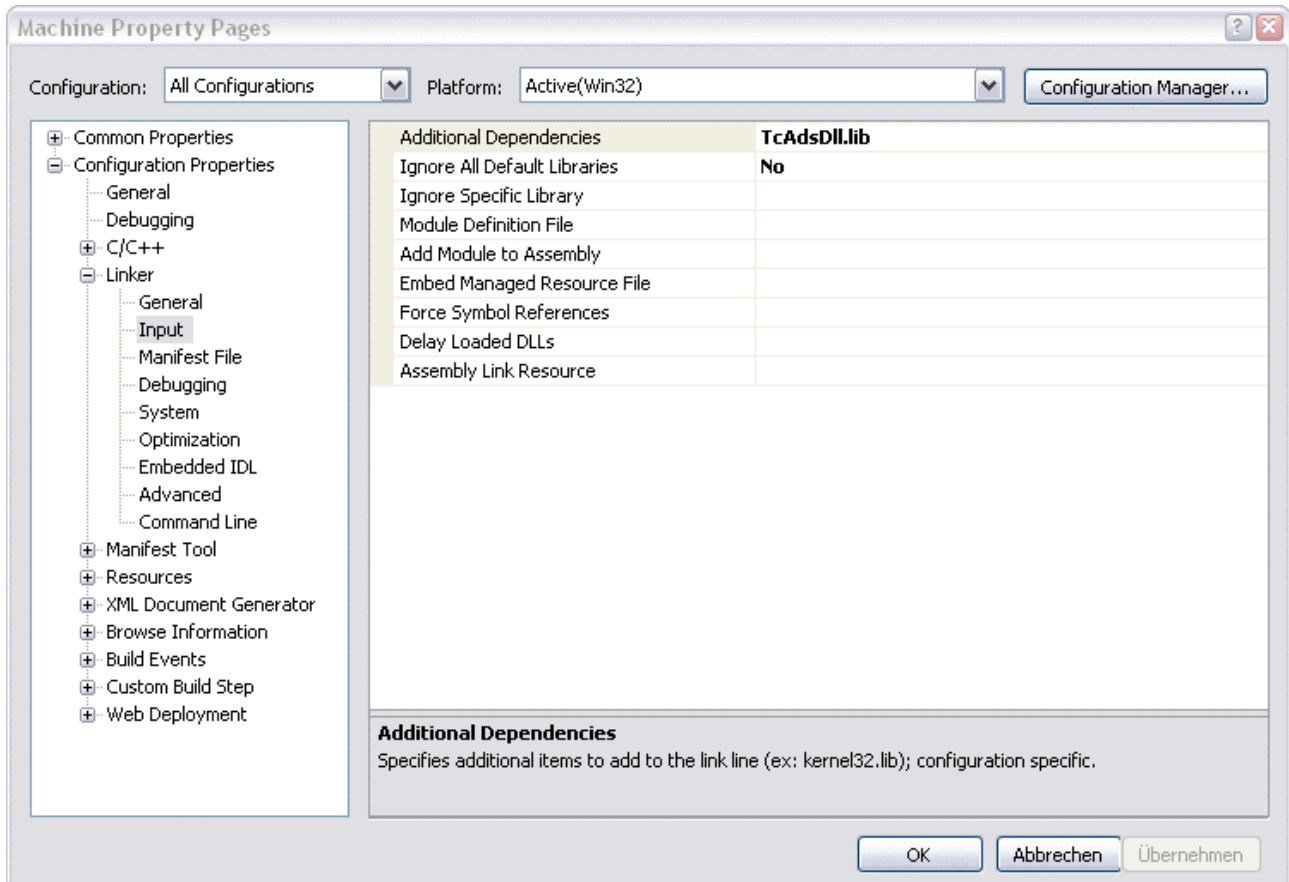 Machine Property Pages
Configuration: All Configurations Platform: Active(Win32) Configuration Manager...
Common Properties
Configuration Properties
General
Debugging
C/C++
Linker
General
Input
Manifest File
Debugging
System
Optimization
Embedded IDL
Advanced
Command Line
Manifest Tool
Resources
XML Document Generator
Browse Information
Build Events
Custom Build Step
Web Deployment
Additional Dependencies TcAdsDll.lib
Ignore All Default Libraries No
Ignore Specific Library
Module Definition File
Add Module to Assembly
Embed Managed Resource File
Force Symbol References
Delay Loaded DLLs
Assembly Link Resource
Additional Dependencies
Specifies additional items to add to the link line (ex: kernel32.lib); configuration specific.
OK Abbrechen Übernehmen